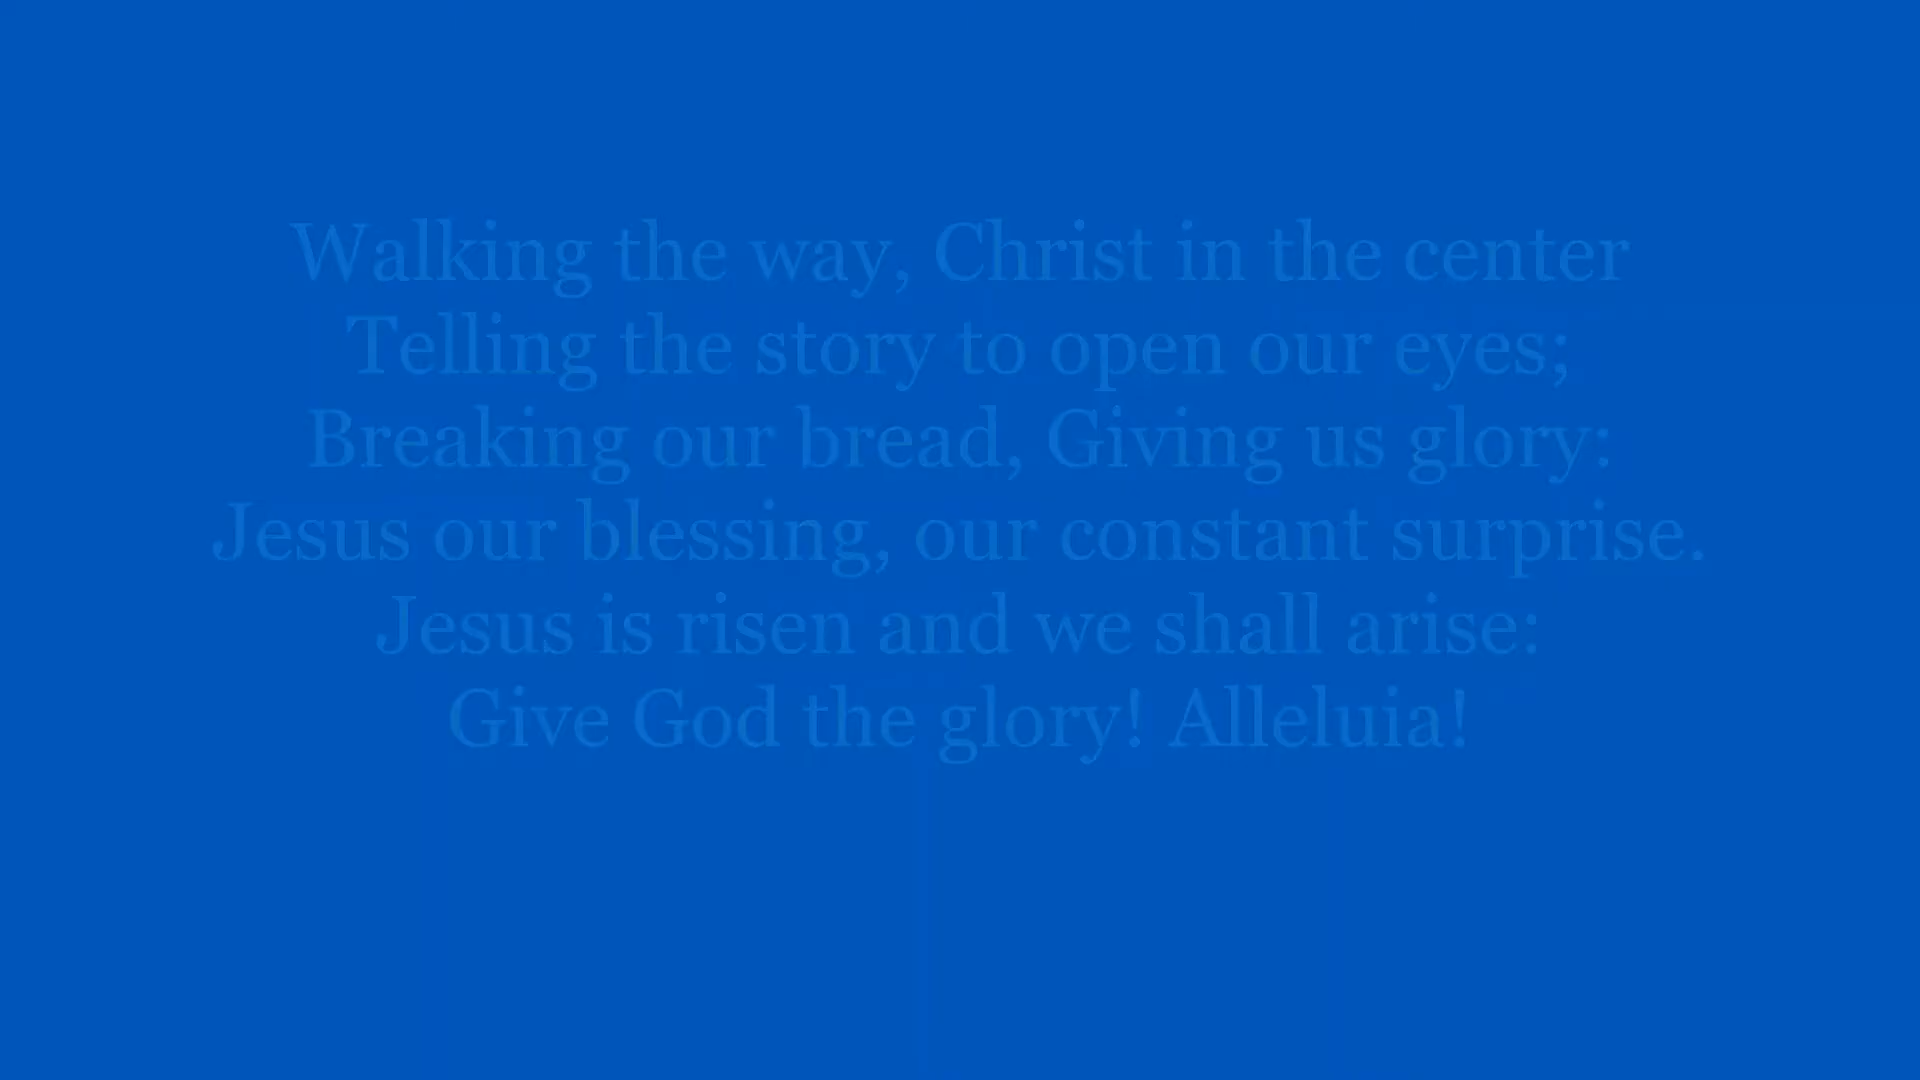 Walking the way, Christ in the center
Telling the story to open our eyes;
Breaking our bread, Giving us glory:
Jesus our blessing, our constant surprise.
Jesus is risen and we shall arise:
Give God the glory! Alleluia!